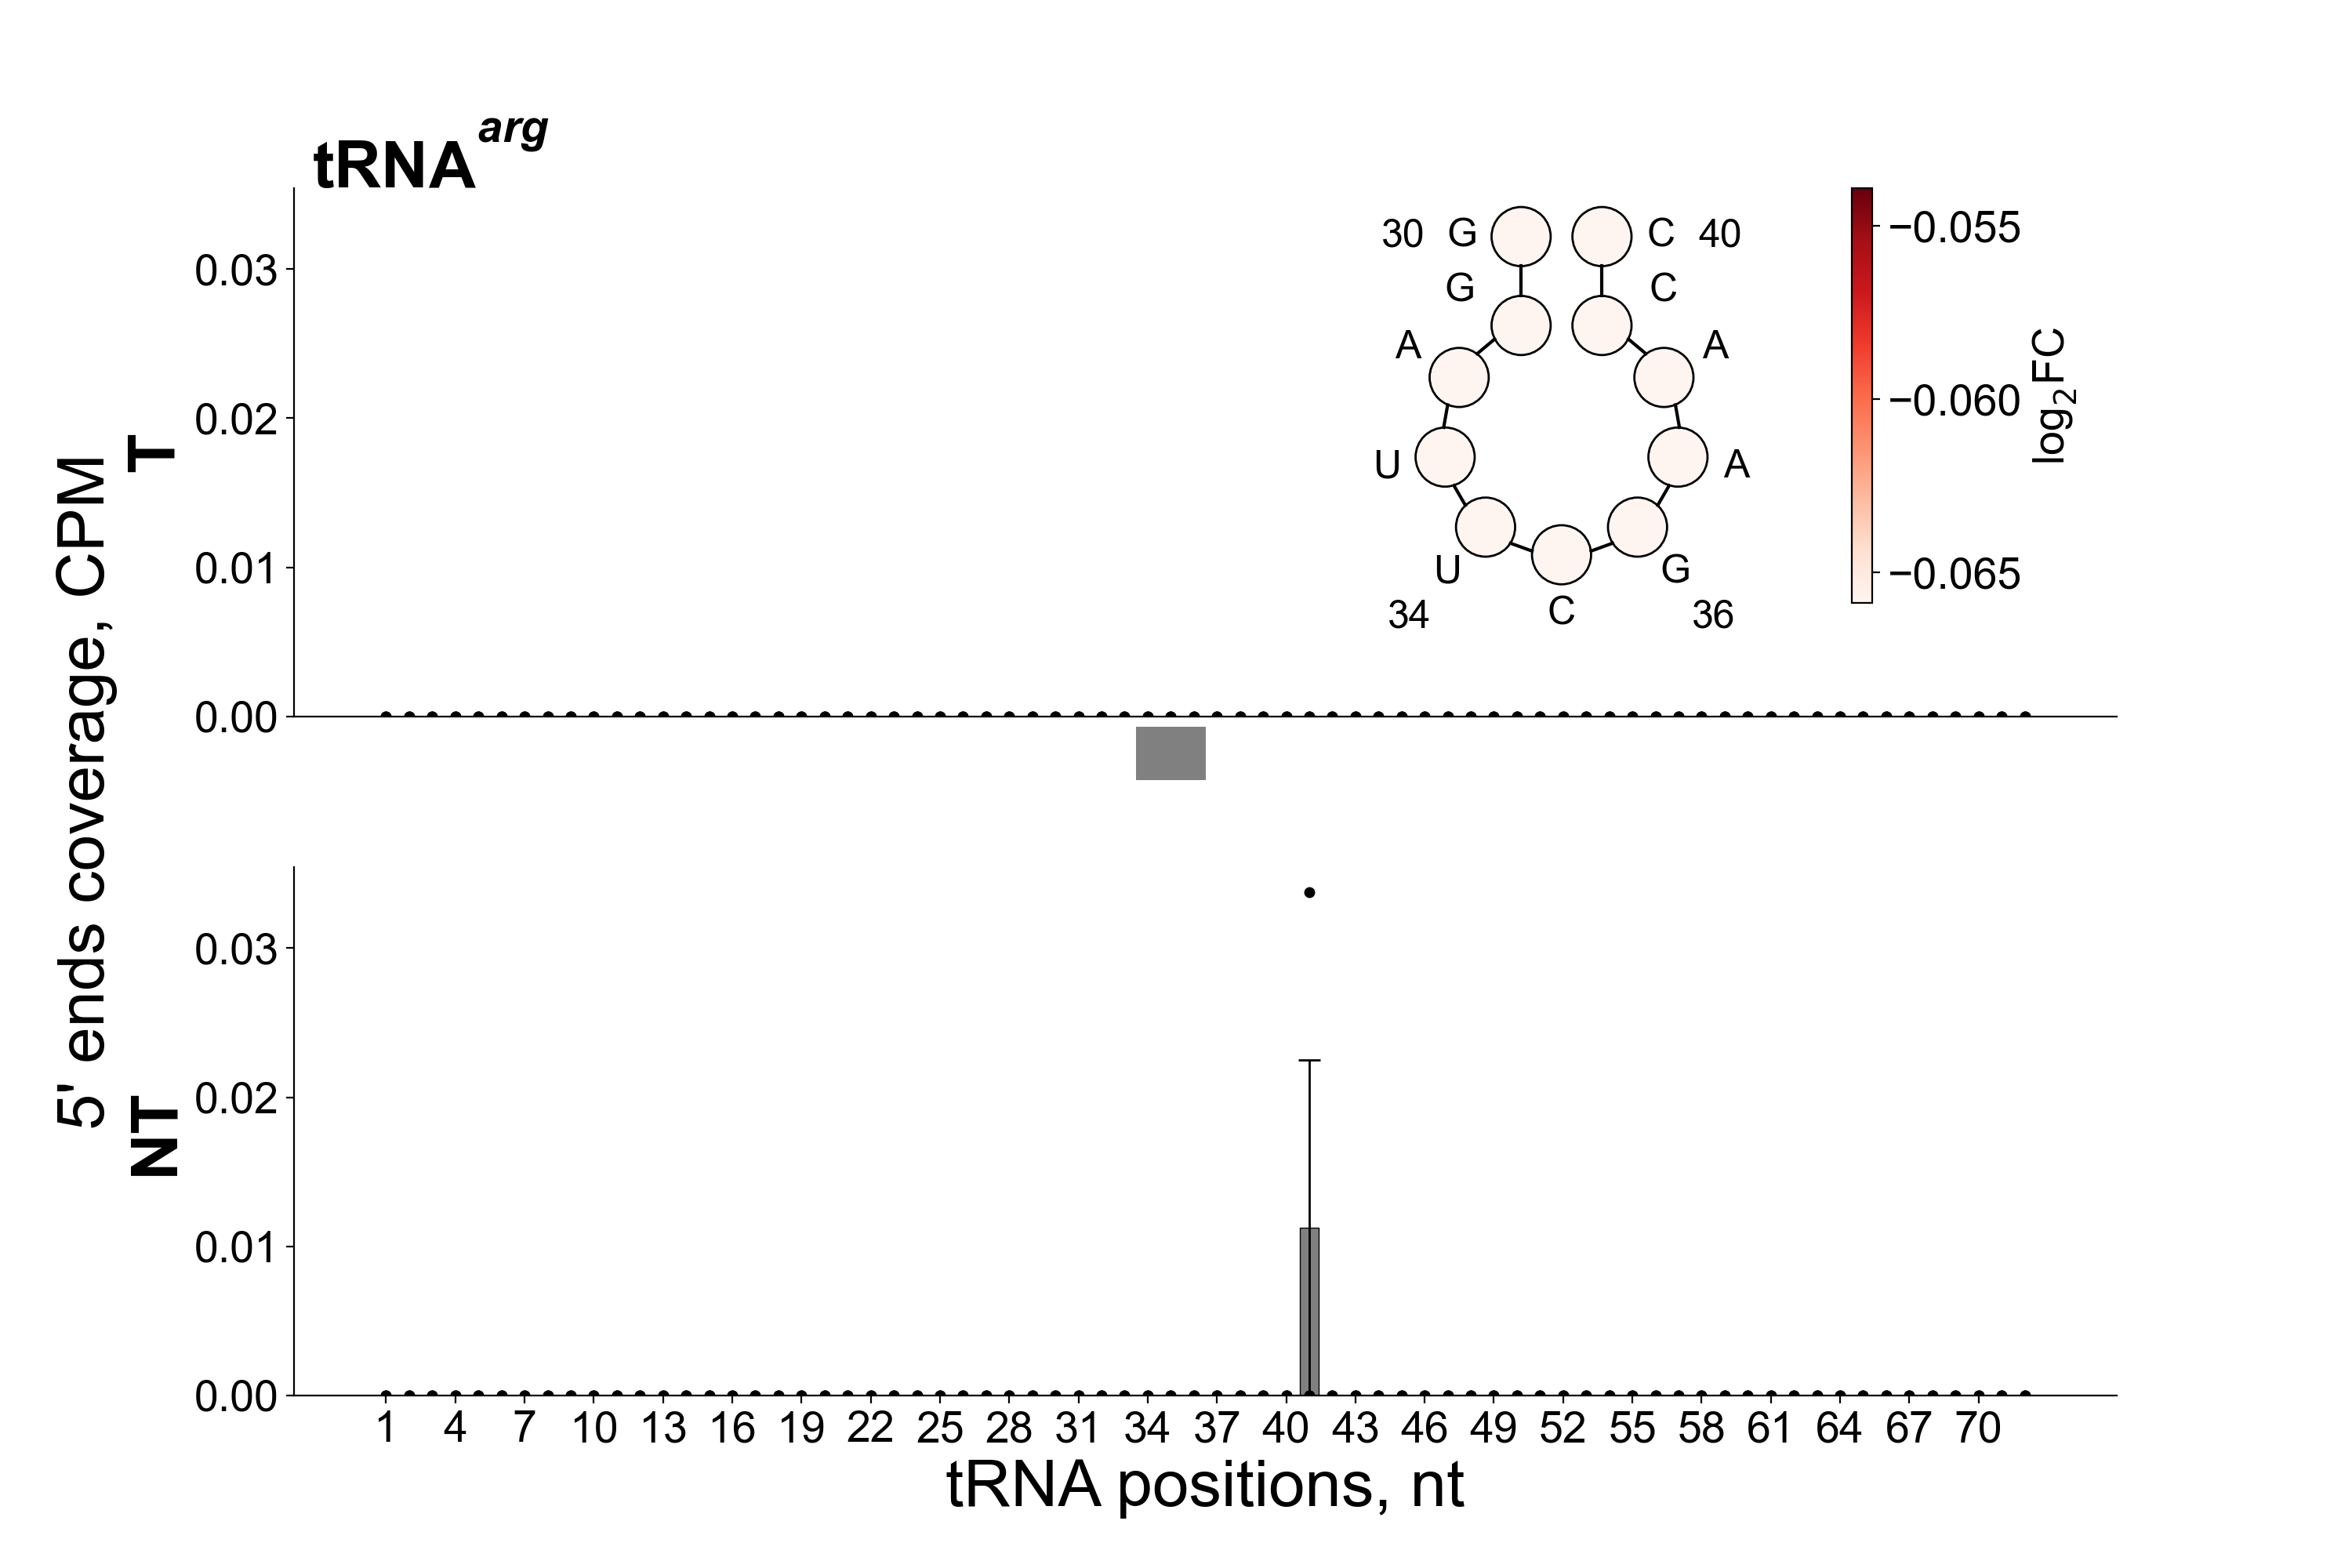 tRNA^arg
5' ends coverage, CPM
T
0.03
0.02
0.01
0.00
30 G C 40
G C
A A
U A
U G
34 C 36
−0.055
−0.060
−0.065
log₂FC
NT
0.03
0.02
0.01
0.00
1 4 7 10 13 16 19 22 25 28 31 34 37 40 43 46 49 52 55 58 61 64 67 70
tRNA positions, nt